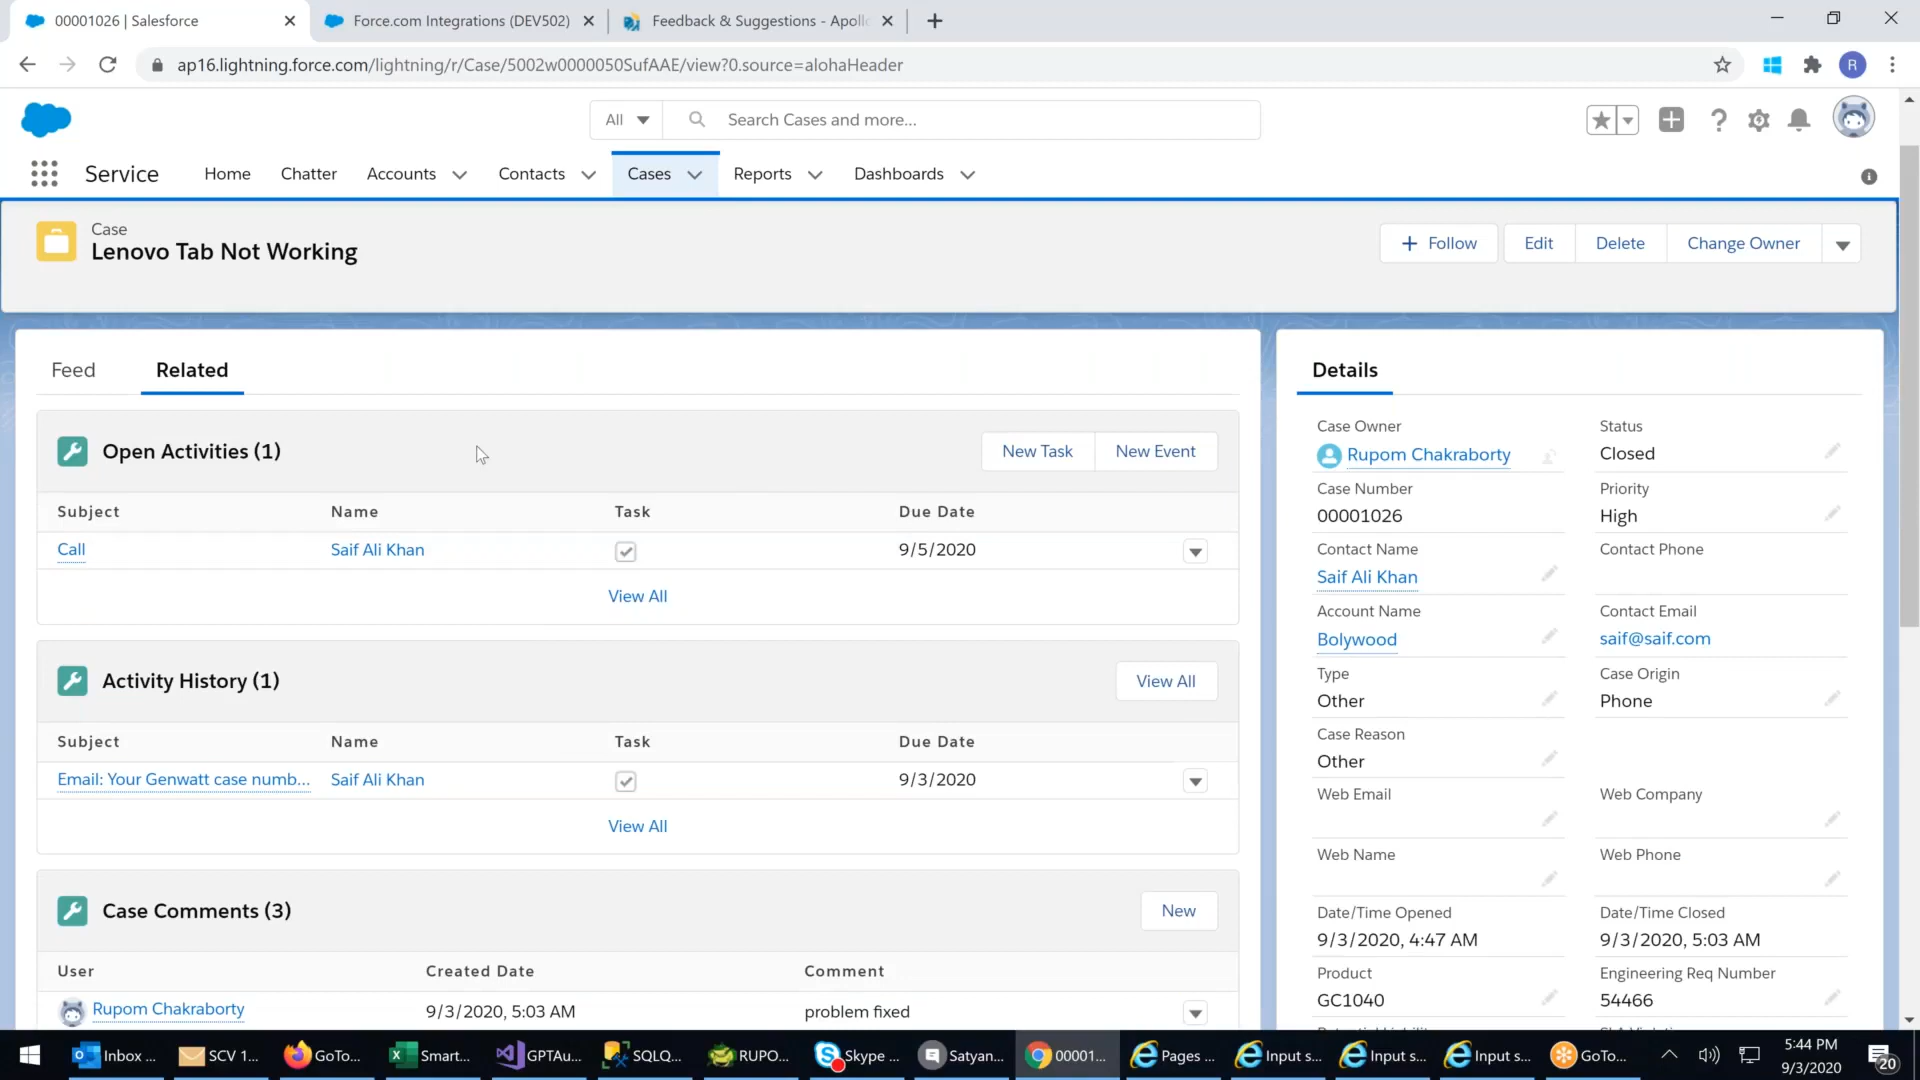 00001026 | Salesforce
Force.com Integrations (DEV502)
Feedback & Suggestions - Apoll
ap16.lightning.force.com/lightning/r/Case/5002w0000050SufAAE/view?0.source=alohaHeader
R
All
Search Cases and more...
Service
Home
Chatter
Accounts
Contacts
Cases
Reports
Dashboards
Case
Lenovo Tab Not Working
Follow
Edit
Delete
Change Owner
Feed
Related
Open Activities (1)
New Task
New Event
Subject
Name
Task
Due Date
Call
Saif Ali Khan
9/5/2020
View All
Activity History (1)
View All
Subject
Name
Task
Due Date
Email: Your Genwatt case numb...
Saif Ali Khan
9/3/2020
View All
Case Comments (3)
New
User
Created Date
Comment
Rupom Chakraborty
9/3/2020, 5:03 AM
problem fixed
Details
Case Owner
Rupom Chakraborty
Status
Closed
Case Number
00001026
Priority
High
Contact Name
Saif Ali Khan
Contact Phone
Account Name
Bolywood
Contact Email
saif@saif.com
Type
Other
Case Origin
Phone
Case Reason
Other
Web Email
Web Company
Web Name
Web Phone
Date/Time Opened
9/3/2020, 4:47 AM
Date/Time Closed
9/3/2020, 5:03 AM
Product
GC1040
Engineering Req Number
54466
Inbox ...
SCV 1...
GoTo...
Smart...
GPTAu...
SQLQ...
RUPO...
Skype ...
Satyan...
00001...
Pages ...
Input s...
Input s...
Input s...
GoTo...
5:44 PM
9/3/2020
20